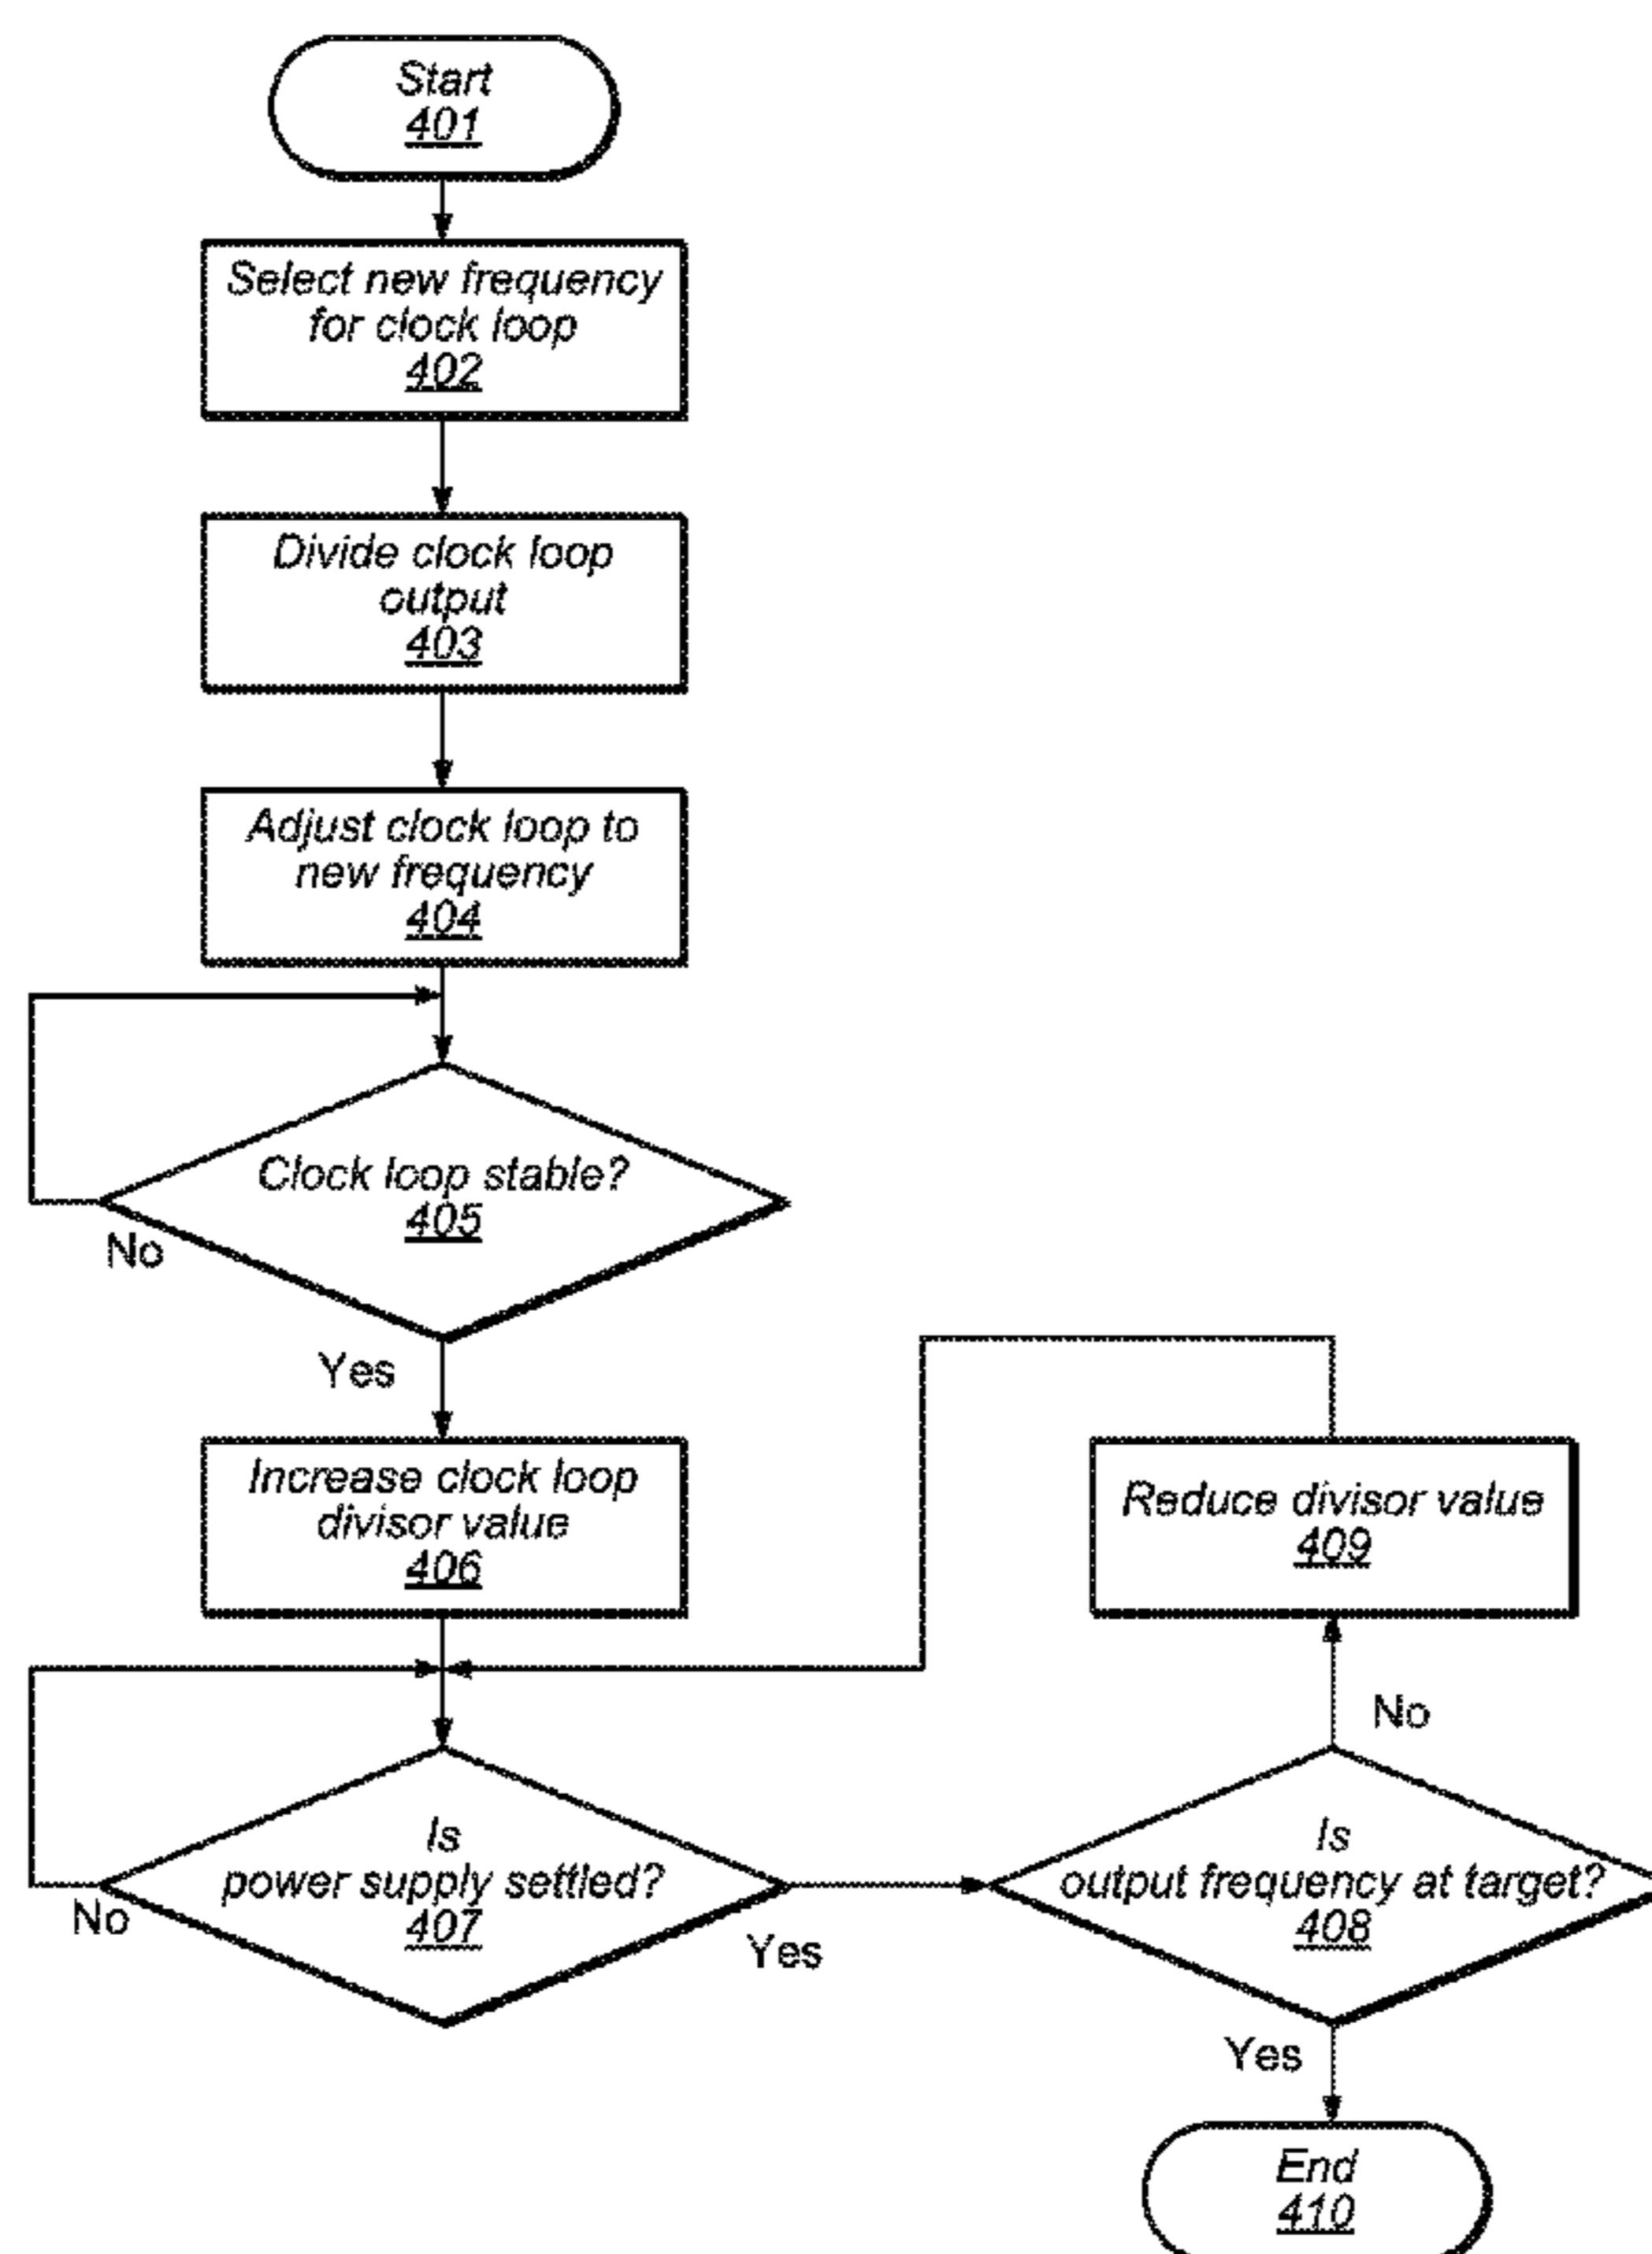 Start
401
Select new frequency
for clock loop
402
Divide clock loop
output
403
Adjust clock loop to
new frequency
404
Clock loop stable?
405
No
Yes
Increase clock loop
divisor value
406
Reduce divisor value
409
No
Is
power supply settled?
407
No
Yes
Is
output frequency at target?
408
Yes
End
410